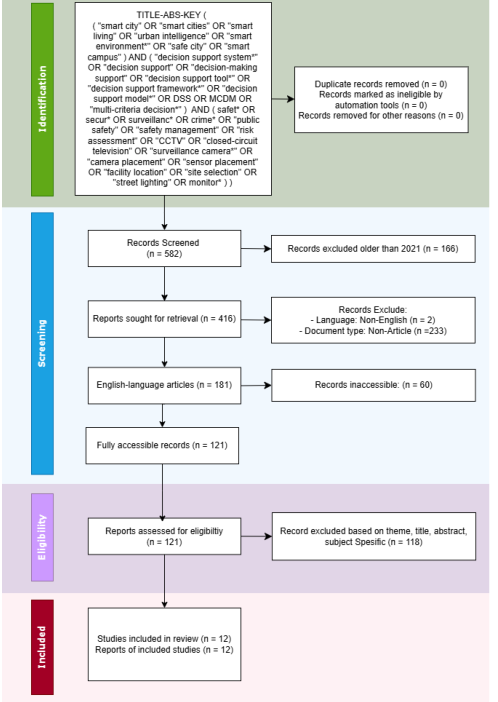 Identification
TITLE-ABS-KEY (
( "smart city" OR "smart cities" OR "smart
living" OR "urban intelligence" OR "smart
environment*" OR "safe city" OR "smart
campus" ) AND ( "decision support system*"
OR "decision support" OR "decision-making
support" OR "decision support tool*" OR
"decision support framework*" OR "decision
support model*" OR DSS OR MCDM OR
"multi-criteria decision*" ) AND ( safet* OR
secur* OR surveillanc* OR crime* OR "public
safety" OR "safety management" OR "risk
assessment" OR "CCTV" OR "closed-circuit
television" OR "surveillance camera*" OR
"camera placement" OR "sensor placement"
OR "facility location" OR "site selection" OR
"street lighting" OR monitor* ) )
Duplicate records removed (n = 0)
Records marked as ineligible by
automation tools (n = 0)
Records removed for other reasons (n = 0)
Screening
Records Screened
(n = 582)
Records excluded older than 2021 (n = 166)
Reports sought for retrieval (n = 416)
Records Exclude:
- Language: Non-English (n = 2)
- Document type: Non-Article (n =233)
English-language articles (n = 181)
Records inaccessible: (n = 60)
Fully accessible records (n = 121)
Eligibility
Reports assessed for eligibiltiy
(n = 121)
Record excluded based on theme, title, abstract,
subject Spesific (n = 118)
Included
Studies included in review (n = 12)
Reports of included studies (n = 12)